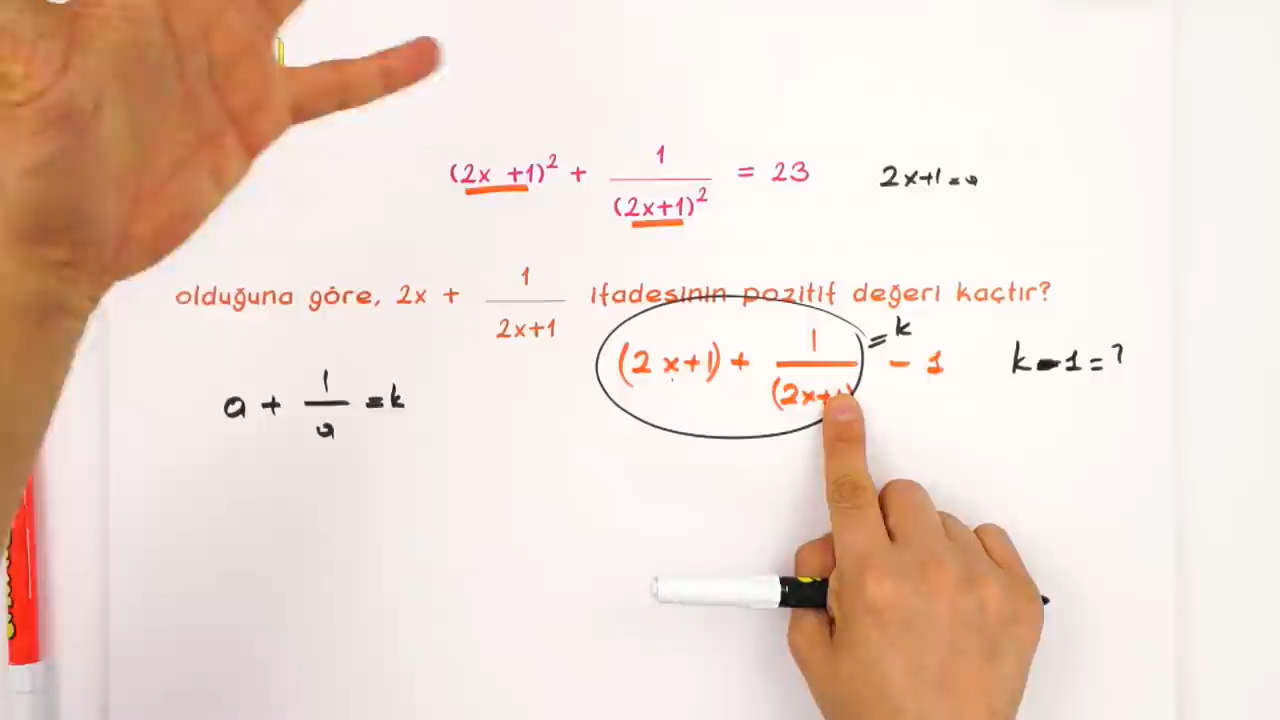 (2x +1)² + 1/(2x+1)² = 23 2x+1=a
olduğuna göre, 2x + 1/2x+1 ifadesinin pozitif değeri kaçtır?
(2x+1) + 1/(2x+1) = k - 1 k-1=?
a + 1/a = k